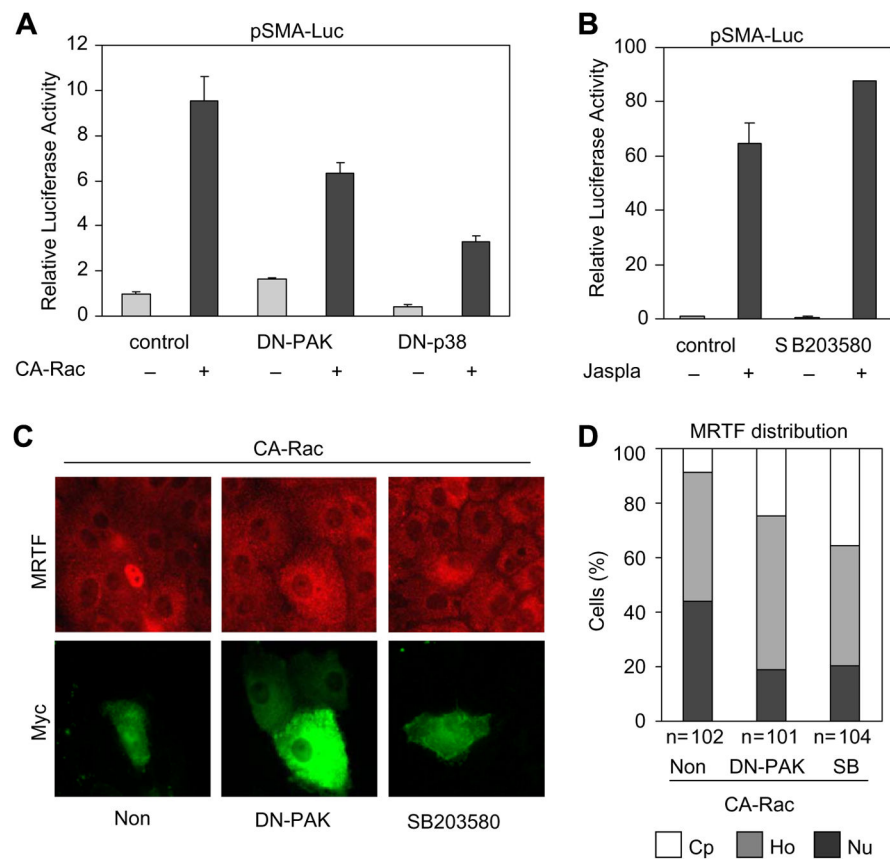 A
pSMA-Luc
Relative Luciferase Activity
12
10
8
6
4
2
0
control DN-PAK DN-p38
CA-Rac – + – + – +
B
pSMA-Luc
Relative Luciferase Activity
100
80
60
40
20
0
control SB203580
Jaspla – + – +
C
CA-Rac
MRTF
Myc
Non DN-PAK SB203580
D
MRTF distribution
Cells (%)
100
80
60
40
20
0
n=102 n=101 n=104
Non DN-PAK SB
CA-Rac
Cp Ho Nu